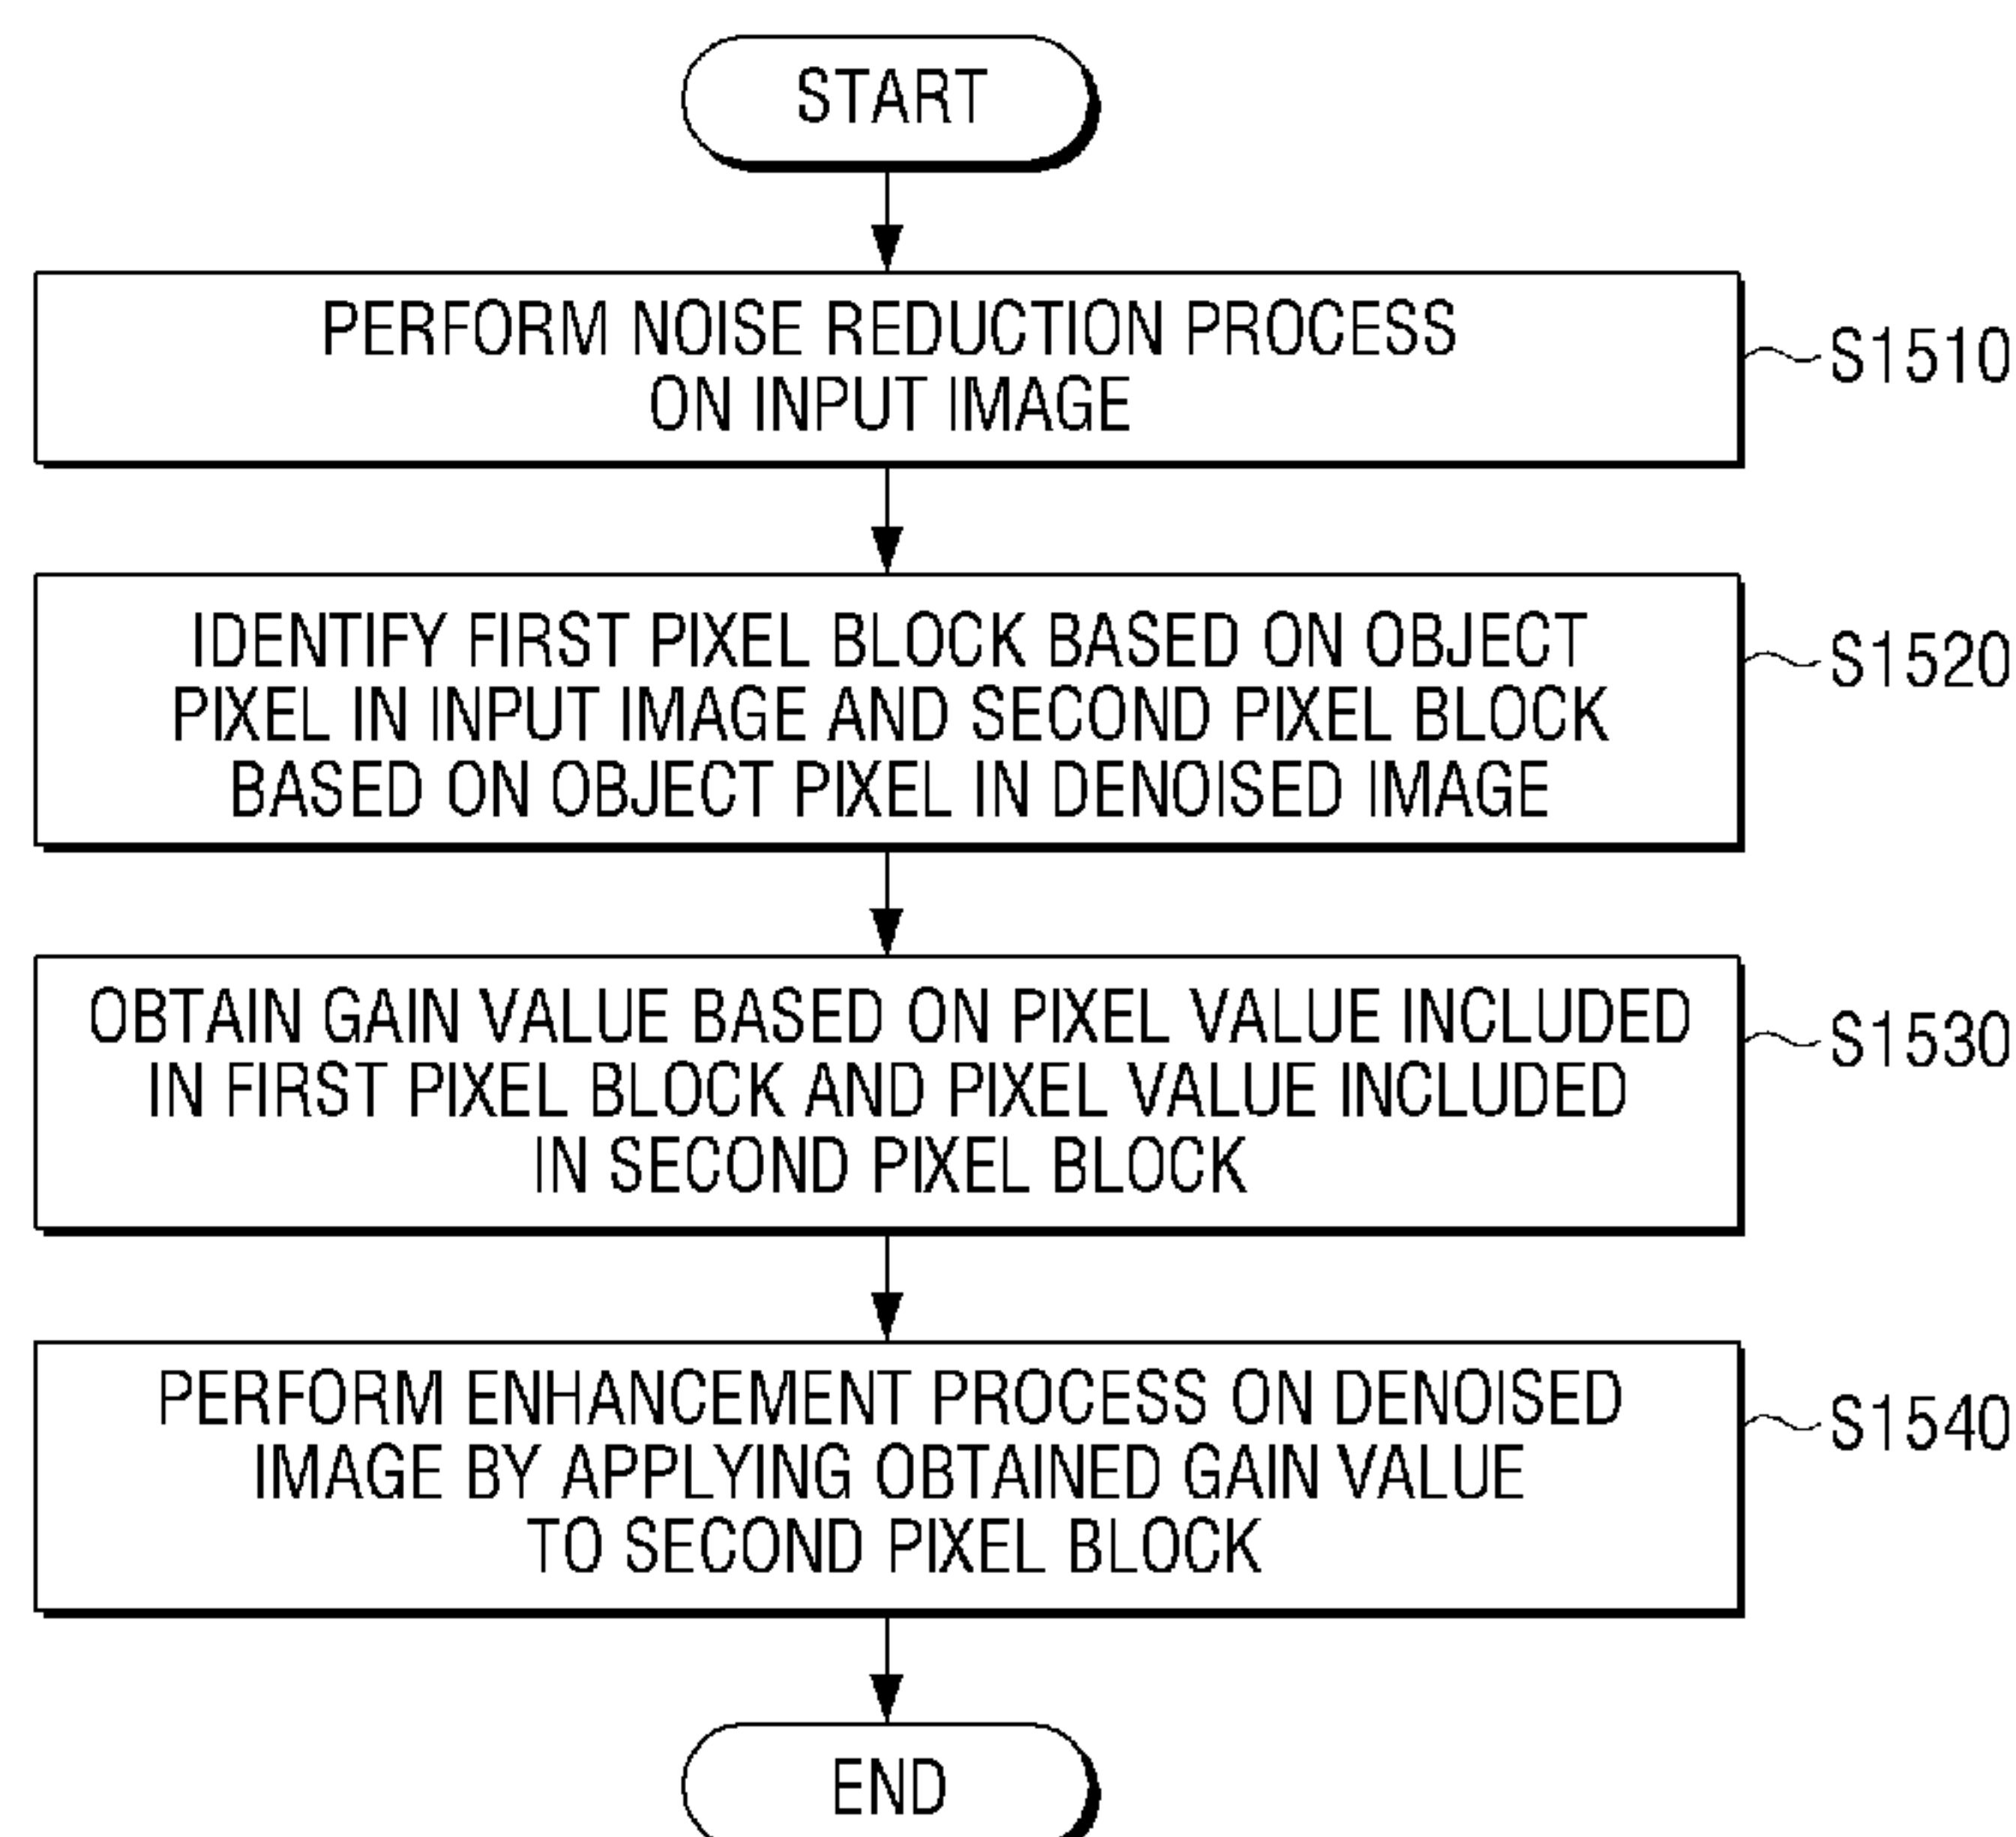 START
PERFORM NOISE REDUCTION PROCESS
ON INPUT IMAGE
S1510
IDENTIFY FIRST PIXEL BLOCK BASED ON OBJECT
PIXEL IN INPUT IMAGE AND SECOND PIXEL BLOCK
BASED ON OBJECT PIXEL IN DENOISED IMAGE
S1520
OBTAIN GAIN VALUE BASED ON PIXEL VALUE INCLUDED
IN FIRST PIXEL BLOCK AND PIXEL VALUE INCLUDED
IN SECOND PIXEL BLOCK
S1530
PERFORM ENHANCEMENT PROCESS ON DENOISED
IMAGE BY APPLYING OBTAINED GAIN VALUE
TO SECOND PIXEL BLOCK
S1540
END